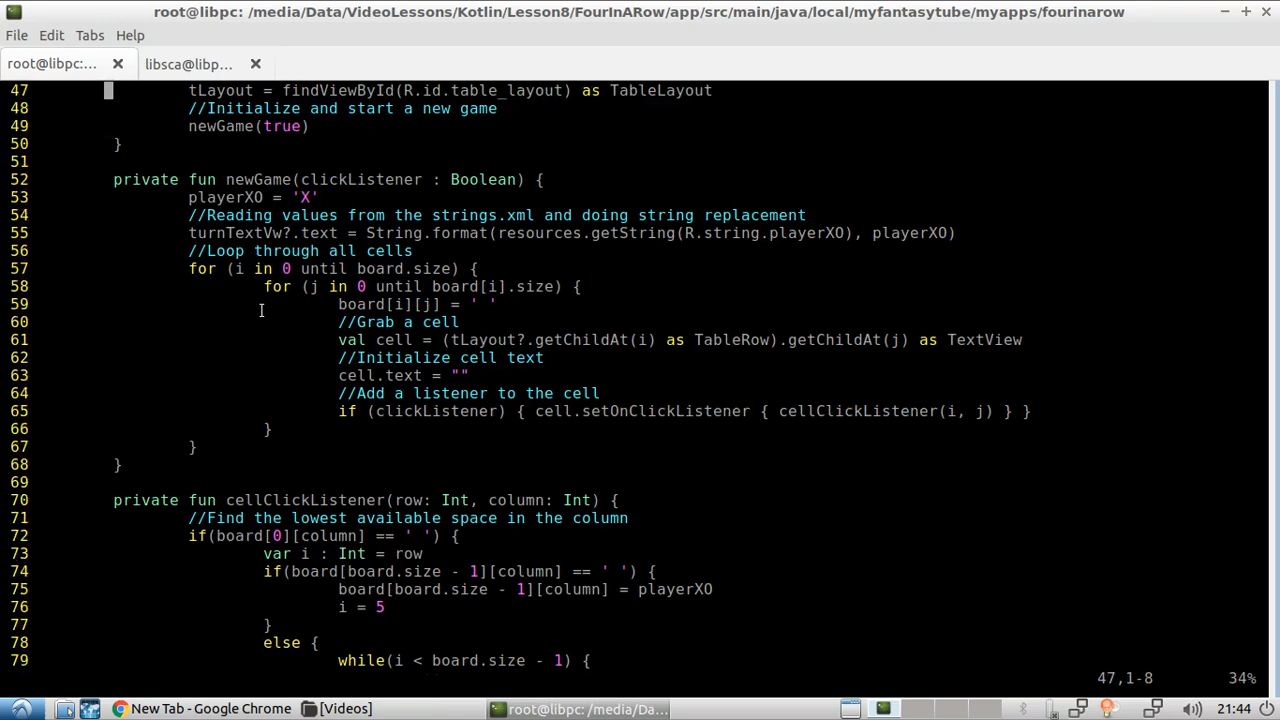 root@libpc: /media/Data/VideoLessons/Kotlin/Lesson8/FourInARow/app/src/main/java/local/myfantasytube/myapps/fourinarow
File Edit Tabs Help
root@libpc:... libsca@libp...
47 tLayout = findViewById(R.id.table_layout) as TableLayout
48 //Initialize and start a new game
49 newGame(true)
50 }
51
52 private fun newGame(clickListener : Boolean) {
53 playerXO = 'X'
54 //Reading values from the strings.xml and doing string replacement
55 turnTextVw?.text = String.format(resources.getString(R.string.playerXO), playerXO)
56 //Loop through all cells
57 for (i in 0 until board.size) {
58 for (j in 0 until board[i].size) {
59 board[i][j] = ' '
60 //Grab a cell
61 val cell = (tLayout?.getChildAt(i) as TableRow).getChildAt(j) as TextView
62 //Initialize cell text
63 cell.text = ""
64 //Add a listener to the cell
65 if (clickListener) { cell.setOnClickListener { cellClickListener(i, j) } }
66 }
67 }
68 }
69
70 private fun cellClickListener(row: Int, column: Int) {
71 //Find the lowest available space in the column
72 if(board[0][column] == ' ') {
73 var i : Int = row
74 if(board[board.size - 1][column] == ' ') {
75 board[board.size - 1][column] = playerXO
76 i = 5
77 }
78 else {
79 while(i < board.size - 1) {
47,1-8 34%
New Tab - Google Chrome [Videos] root@libpc: /media/Da... 21:44